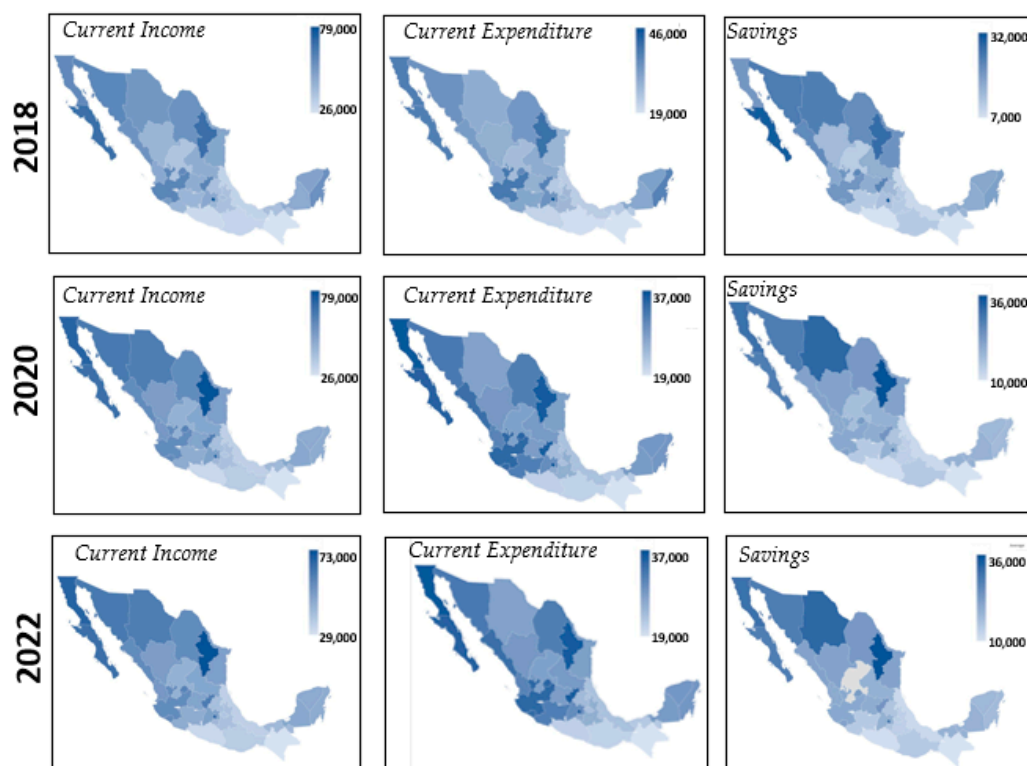 Current Income
79,000
26,000
Current Expenditure
46,000
19,000
Savings
32,000
7,000
2018
Current Income
79,000
26,000
Current Expenditure
37,000
19,000
Savings
36,000
10,000
2020
Current Income
73,000
29,000
Current Expenditure
37,000
19,000
Savings
36,000
10,000
2022